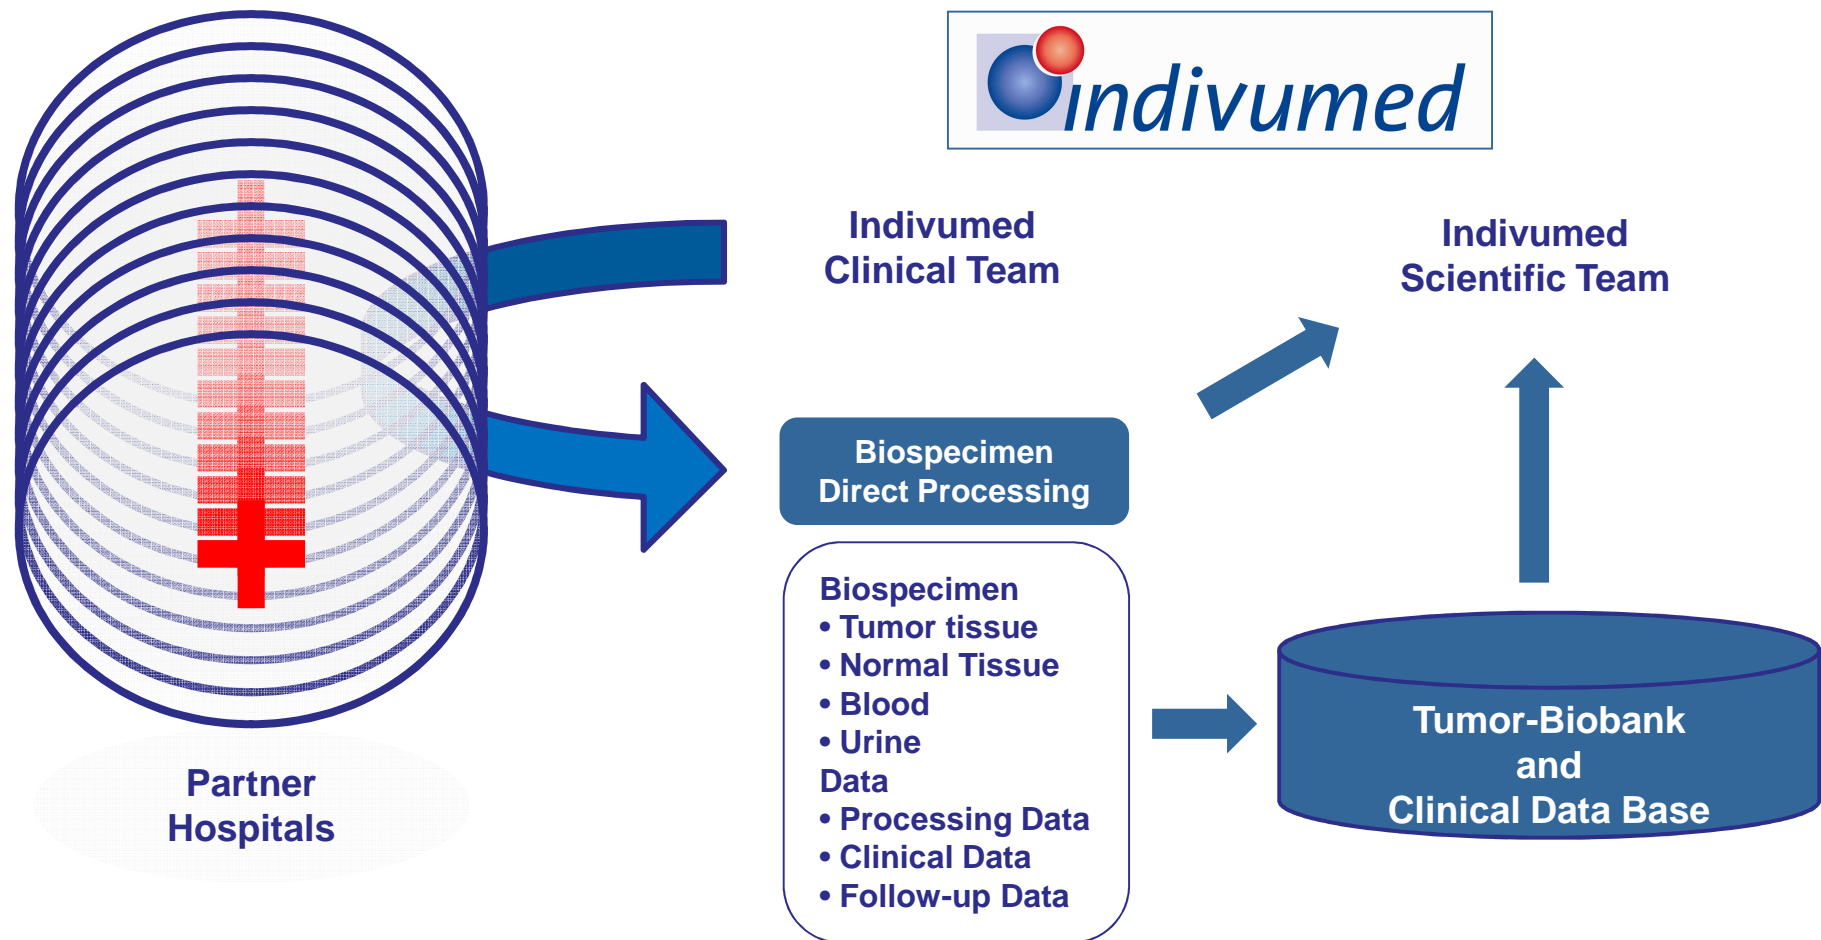 indivumed
Indivumed
Clinical Team
Indivumed
Scientific Team
Biospecimen
Direct Processing
Biospecimen
• Tumor tissue
• Normal Tissue
• Blood
• Urine
Data
• Processing Data
• Clinical Data
• Follow-up Data
Tumor-Biobank
and
Clinical Data Base
Partner
Hospitals